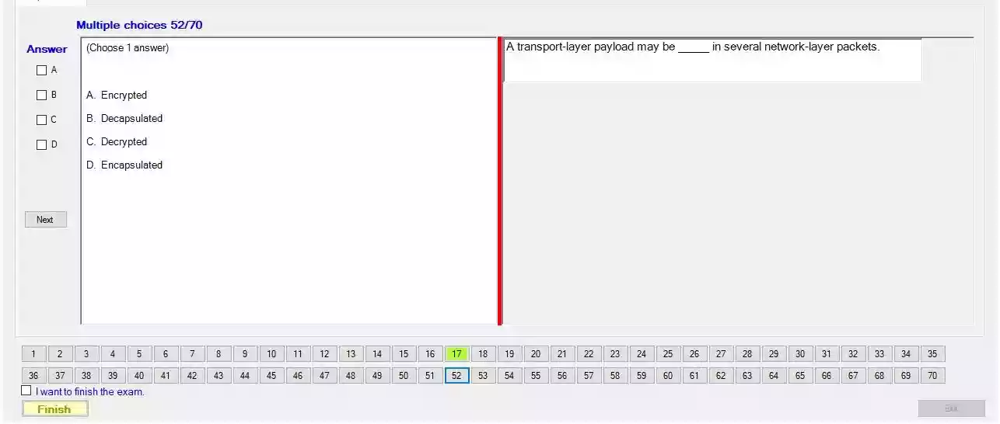 Multiple choices 52/70
Answer
(Choose 1 answer)
A transport-layer payload may be _____ in several network-layer packets.
A
B
C
D
A. Encrypted
B. Decapsulated
C. Decrypted
D. Encapsulated
Next
1 2 3 4 5 6 7 8 9 10 11 12 13 14 15 16 17 18 19 20 21 22 23 24 25 26 27 28 29 30 31 32 33 34 35
36 37 38 39 40 41 42 43 44 45 46 47 48 49 50 51 52 53 54 55 56 57 58 59 60 61 62 63 64 65 66 67 68 69 70
I want to finish the exam.
Finish
Exit